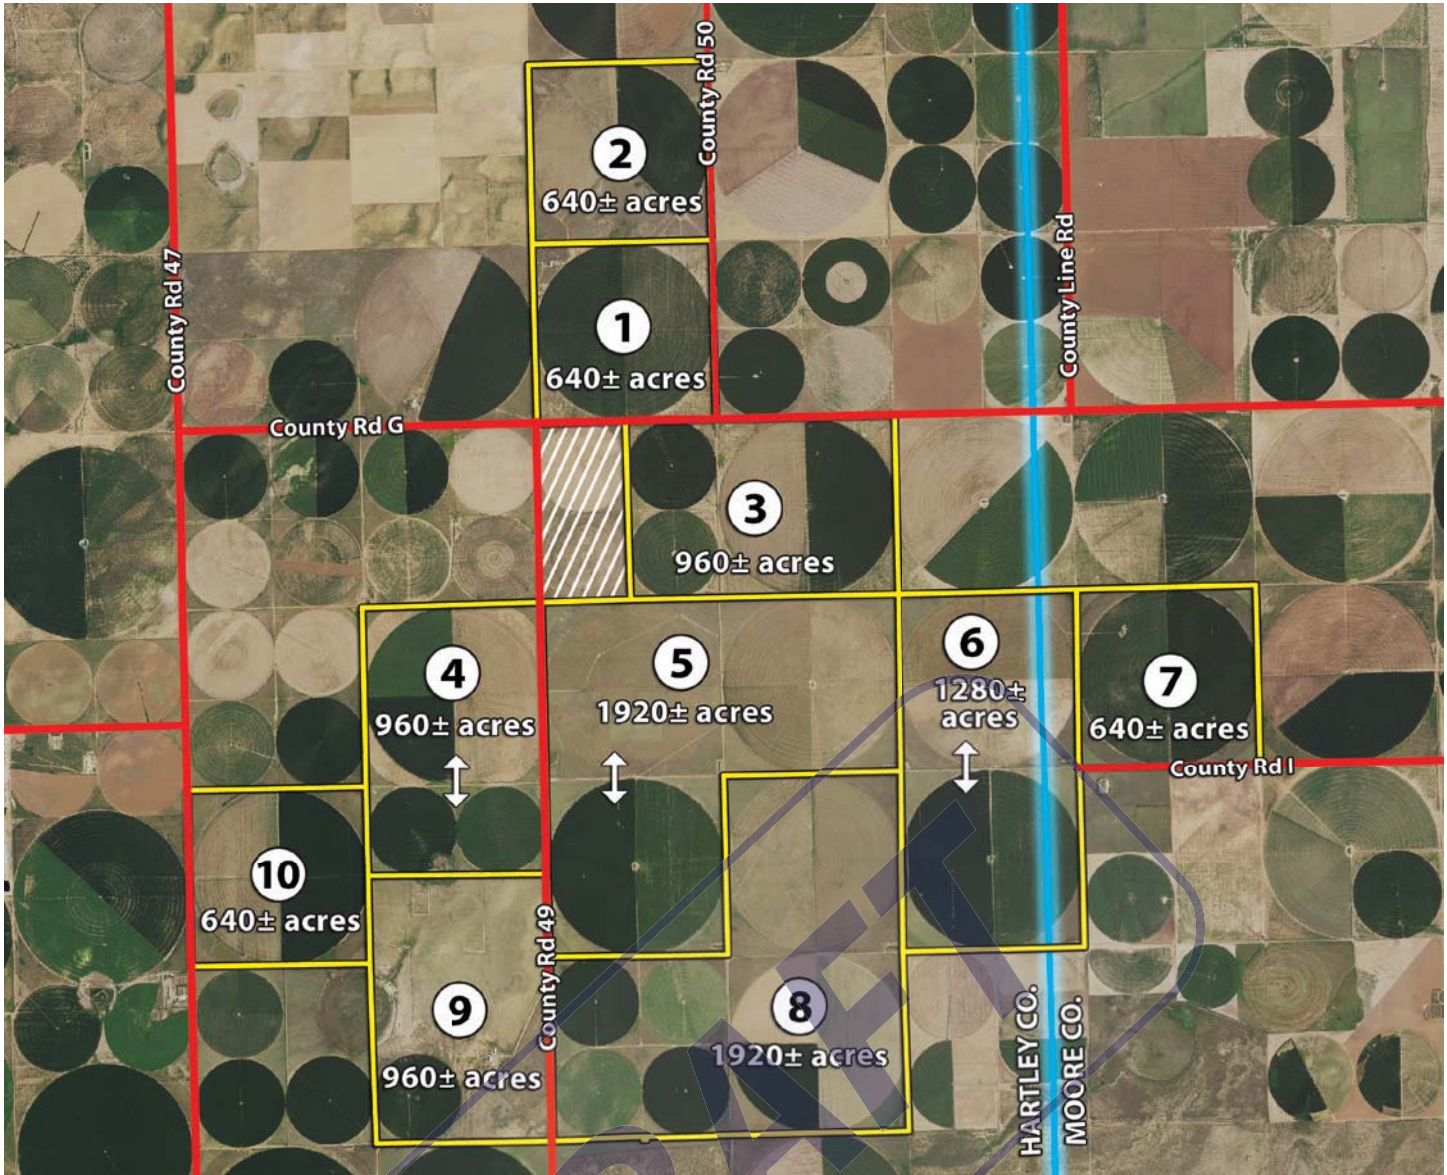 County Rd 50
2
640± acres
County Rd 47
County Line Rd
1
640± acres
County Rd G
3
960± acres
4
960± acres
5
1920± acres
6
1280±
acres
7
640± acres
County Rd I
10
640± acres
County Rd 49
9
960± acres
8
1920± acres
HARTLEY CO.
MOORE CO.
DRAFT